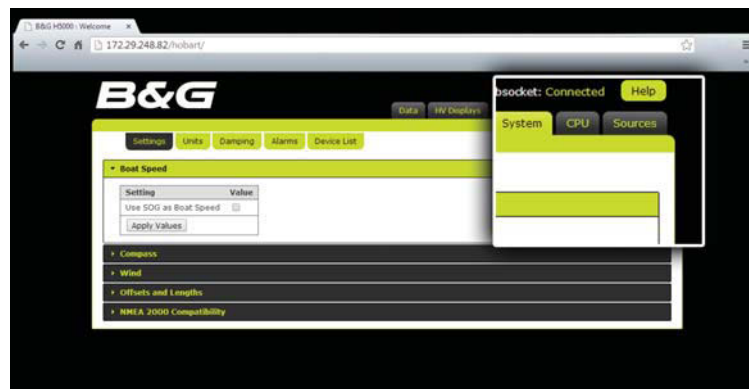 B&G H5000 - Welcome
172.29.248.82/hobart/
B&G
Data HV Displays
bsocket: Connected Help
System CPU Sources
Settings Units Damping Alarms Device List
Boat Speed
Setting Value
Use SOG as Boat Speed
Apply Values
Compass
Wind
Offsets and Lengths
NMEA 2000 Compatibility